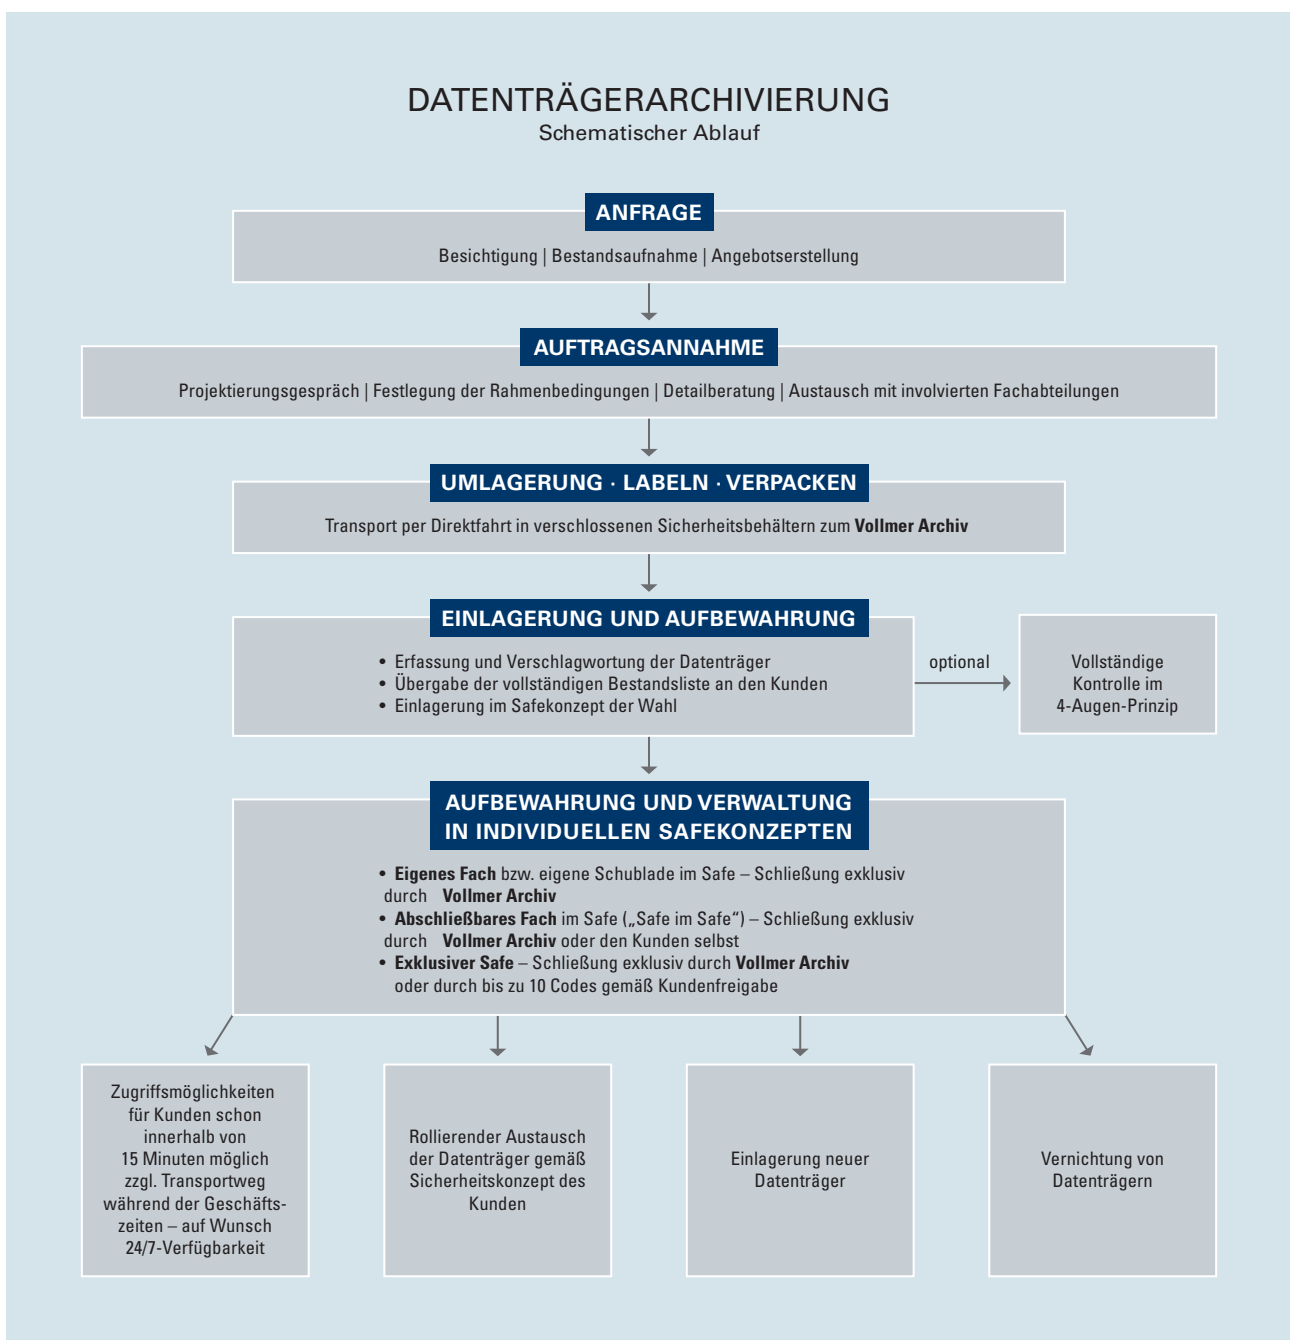 DATENTRÄGERARCHIVIERUNG
Schematischer Ablauf
ANFRAGE
Besichtigung | Bestandsaufnahme | Angebotserstellung
AUFTRAGSANNAHME
Projektierungsgespräch | Festlegung der Rahmenbedingungen | Detailberatung | Austausch mit involvierten Fachabteilungen
UMLAGERUNG · LABELN · VERPACKEN
Transport per Direktfahrt in verschlossenen Sicherheitsbehältern zum Vollmer Archiv
EINLAGERUNG UND AUFBEWAHRUNG
• Erfassung und Verschlagwortung der Datenträger
• Übergabe der vollständigen Bestandsliste an den Kunden
• Einlagerung im Safekonzept der Wahl
optional
Vollständige
Kontrolle im
4-Augen-Prinzip
AUFBEWAHRUNG UND VERWALTUNG
IN INDIVIDUELLEN SAFEKONZEPTEN
• Eigenes Fach bzw. eigene Schublade im Safe – Schließung exklusiv
durch Vollmer Archiv
• Abschließbares Fach im Safe („Safe im Safe“) – Schließung exklusiv
durch Vollmer Archiv oder den Kunden selbst
• Exklusiver Safe – Schließung exklusiv durch Vollmer Archiv
oder durch bis zu 10 Codes gemäß Kundenfreigabe
Zugriffsmöglichkeiten
für Kunden schon
innerhalb von
15 Minuten möglich
zzgl. Transportweg
während der Geschäfts-
zeiten – auf Wunsch
24/7-Verfügbarkeit
Rollierender Austausch
der Datenträger gemäß
Sicherheitskonzept des
Kunden
Einlagerung neuer
Datenträger
Vernichtung von
Datenträgern